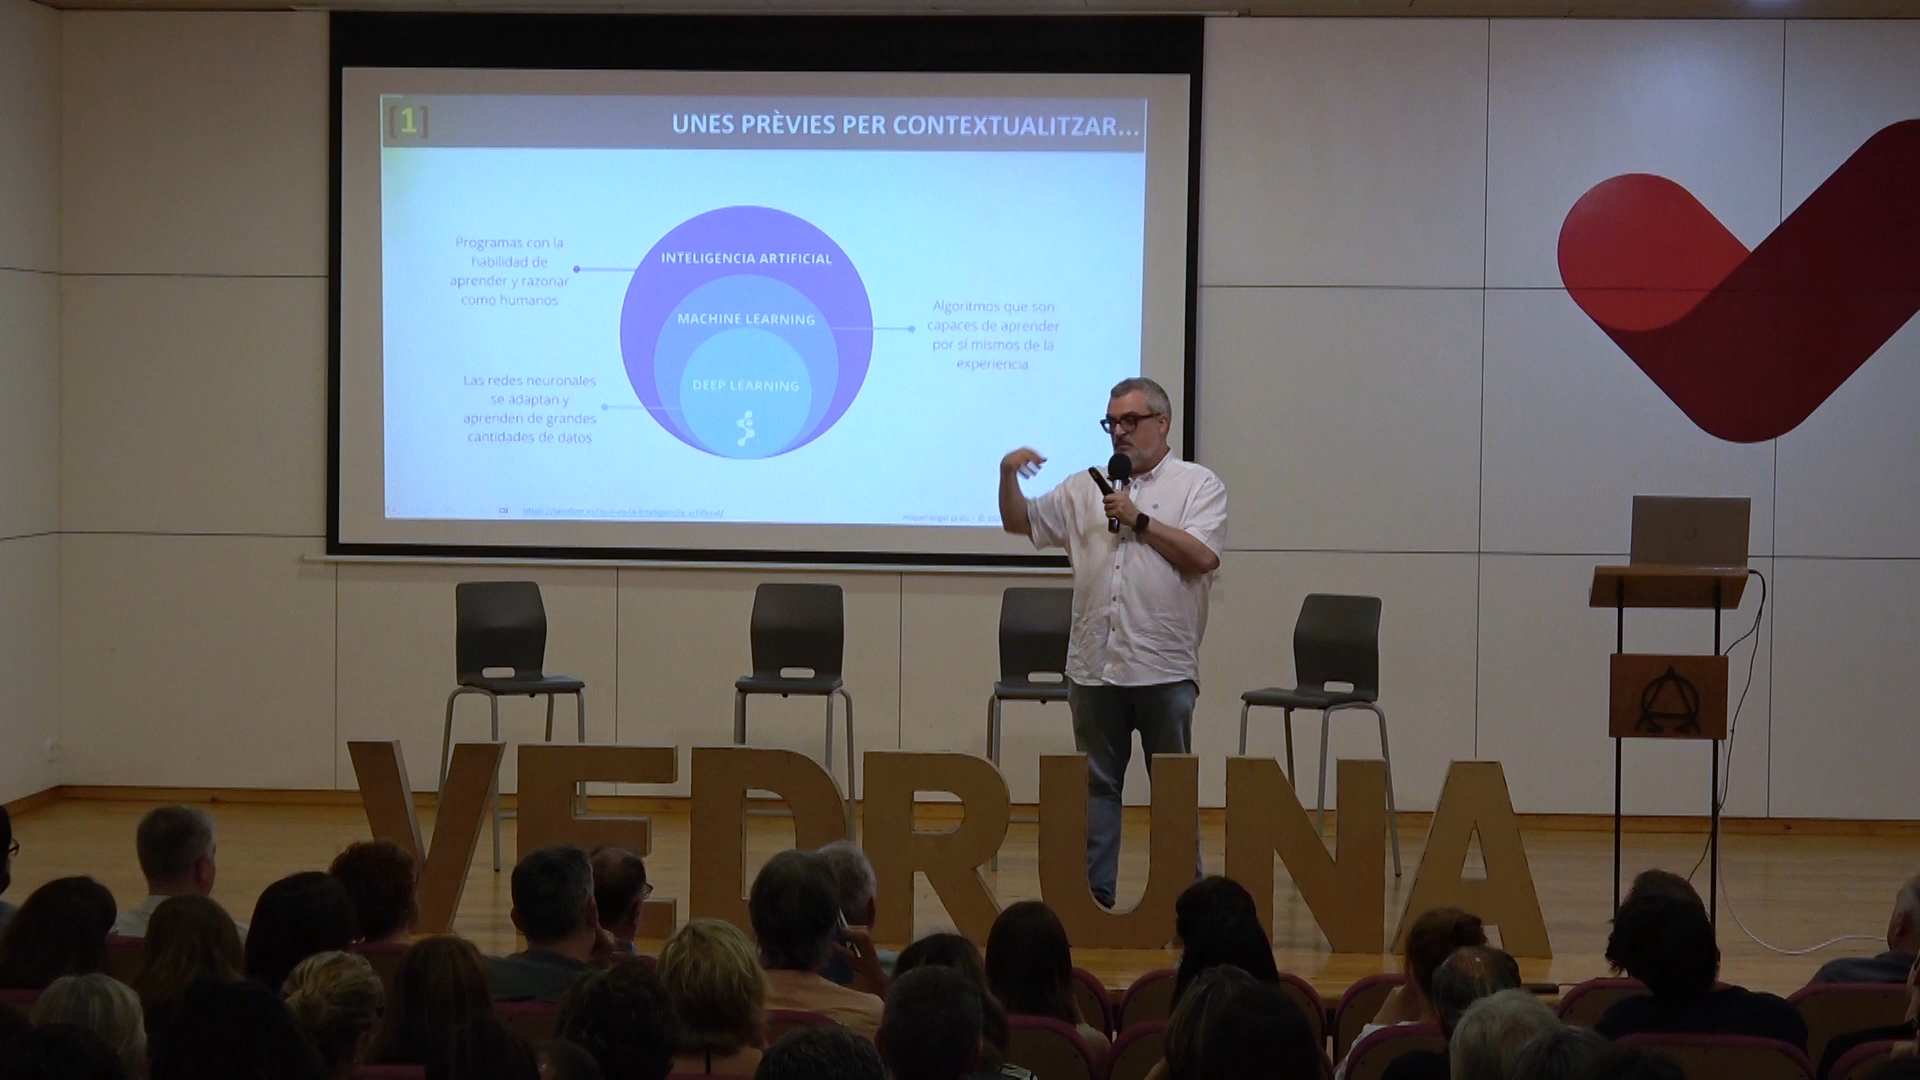 [1]
UNES PRÈVIES PER CONTEXTUALITZAR...
Programas con la
habilidad de
aprender y razonar
como humanos
INTELIGENCIA ARTIFICIAL
MACHINE LEARNING
Algoritmos que son
capaces de aprender
por sí mismos de la
experiencia
DEEP LEARNING
Las redes neuronales
se adaptan y
aprenden de grandes
cantidades de datos
VEDRUNA